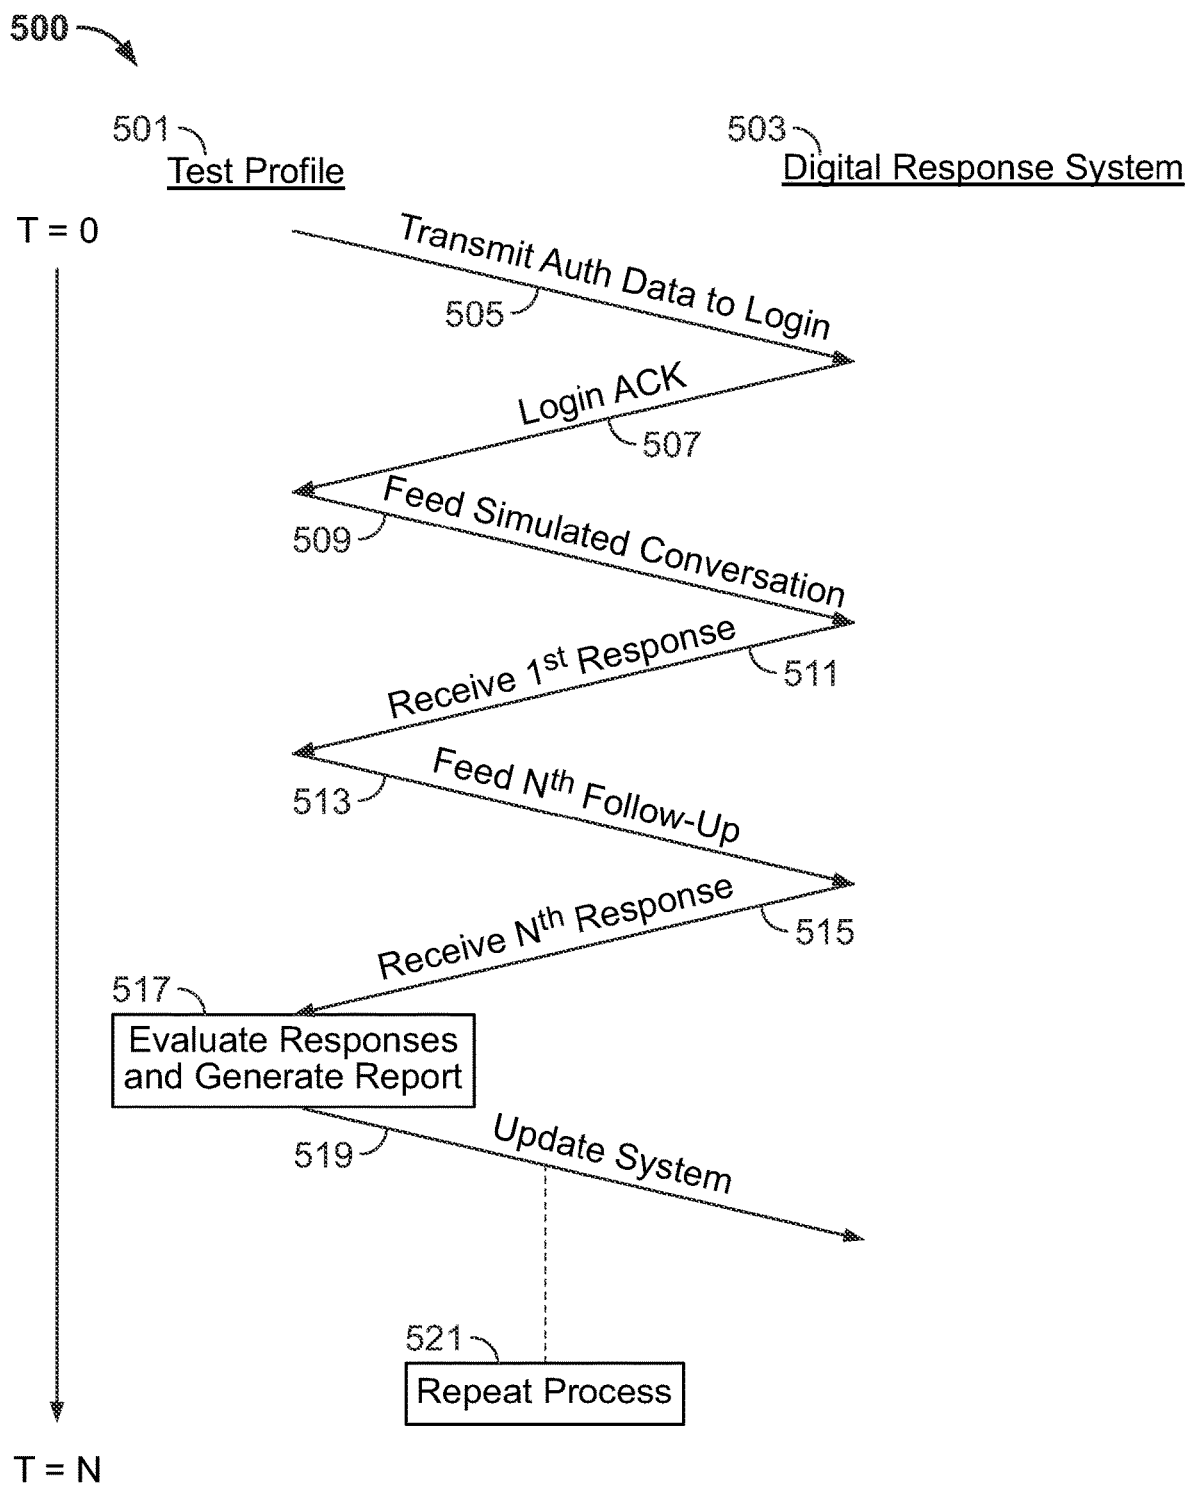 500
501
503
Test Profile
Digital Response System
T = 0
Transmit Auth Data to Login
505
Login ACK
507
Feed Simulated Conversation
509
Receive 1st Response
511
Feed Nth Follow-Up
513
Receive Nth Response
515
517
Evaluate Responses
and Generate Report
Update System
519
521
Repeat Process
T = N